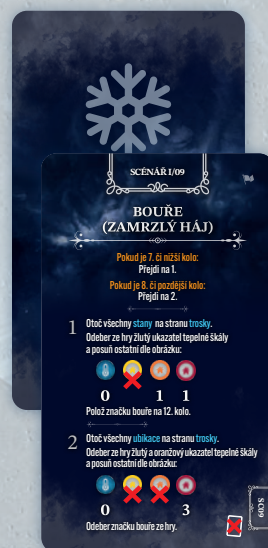 SCÉNÁŘ I/09
BOUŘE
(ZAMRZLÝ HÁJ)
Pokud je 7. či nižší kolo:
Přejdi na 1.
Pokud je 8. či pozdější kolo:
Přejdi na 2.
1 Otoč všechny stany na stranu trosky.
Odeber ze hry žlutý ukazatel tepelné škály
a posuň ostatní dle obrázku:
0 1 1
Polož značku bouře na 12. kolo.
2 Otoč všechny ubikace na stranu trosky.
Odeber ze hry žlutý a oranžový ukazatel tepelné škály
a posuň ostatní dle obrázku:
0 3
Odeber značku bouře ze hry.
SC09